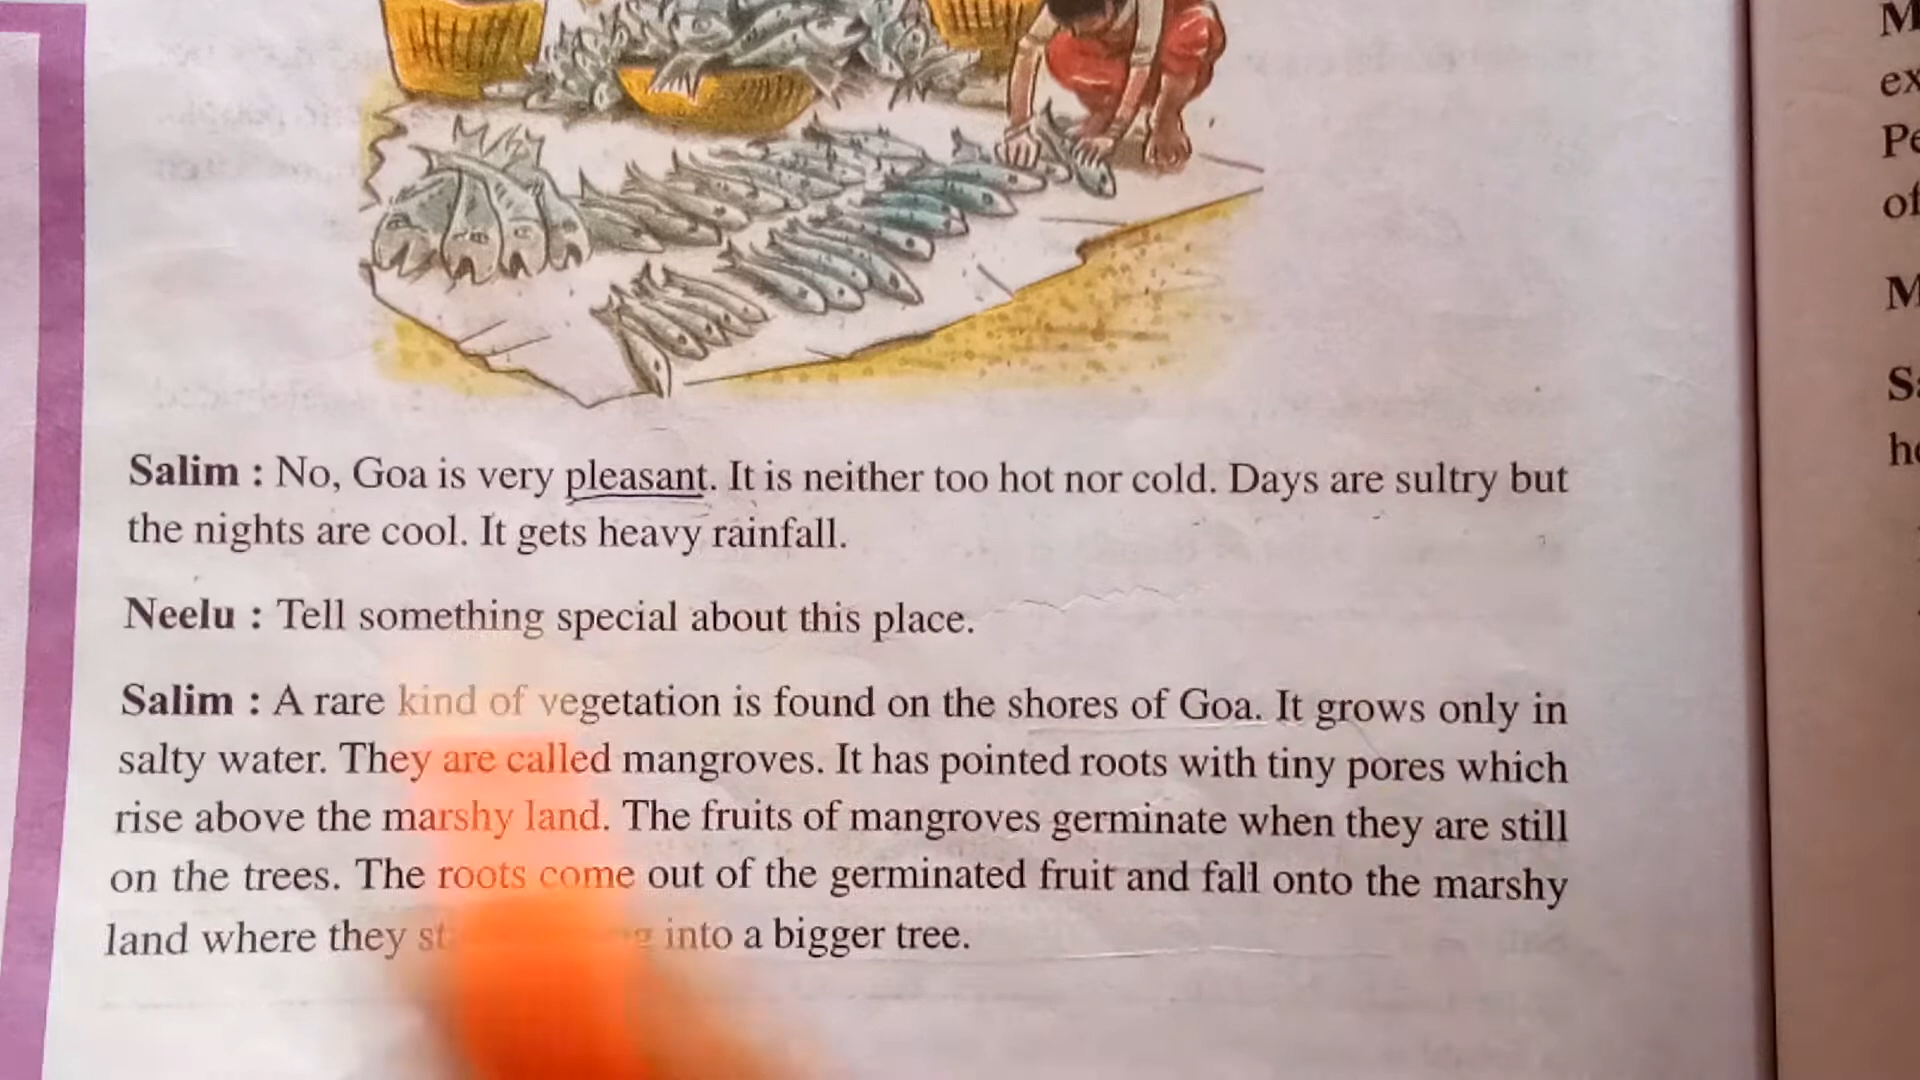 Salim : No, Goa is very pleasant. It is neither too hot nor cold. Days are sultry but
the nights are cool. It gets heavy rainfall.
Neelu : Tell something special about this place.
Salim : A rare kind of vegetation is found on the shores of Goa. It grows only in
salty water. They are called mangroves. It has pointed roots with tiny pores which
rise above the marshy land. The fruits of mangroves germinate when they are still
on the trees. The roots come out of the germinated fruit and fall onto the marshy
land where they into a bigger tree.
of